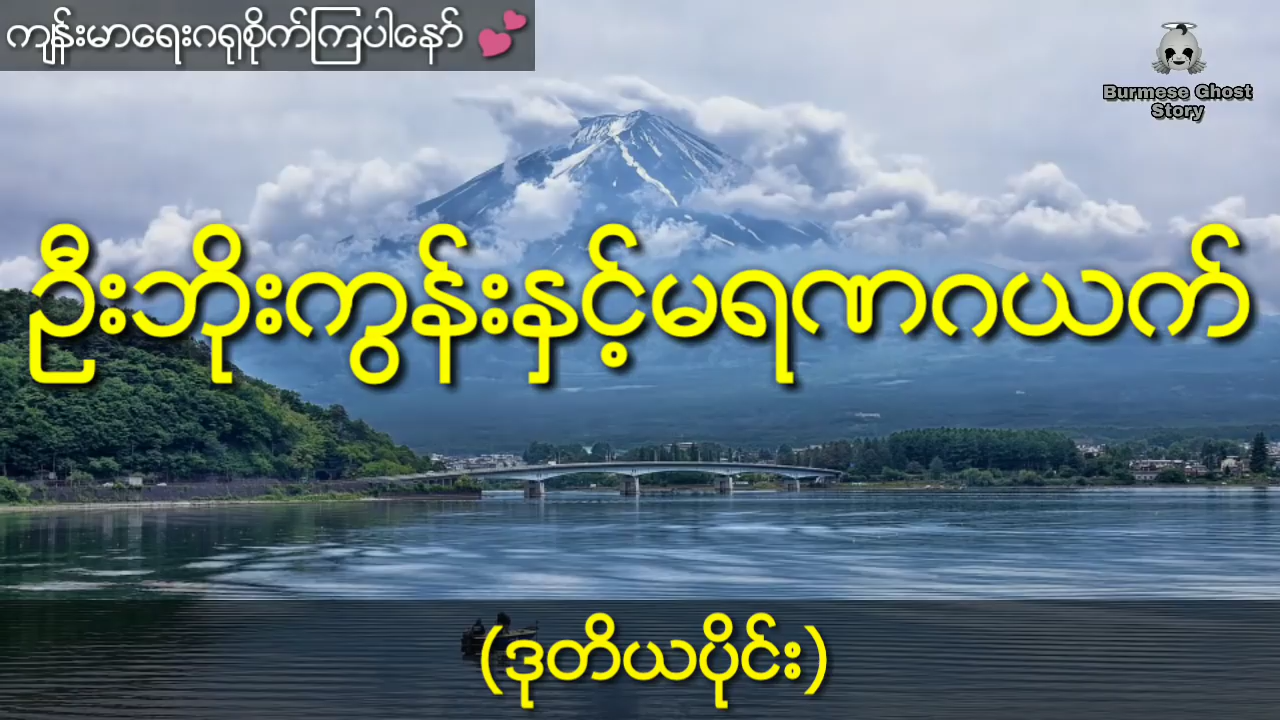 ကျန်းမာရေးဂရုစိုက်ကြပါနော် 💕
Burmese Ghost
Story
ဦးဘိုးကွန်းနှင့်မရဏဂယက်
(ဒုတိယပိုင်း)